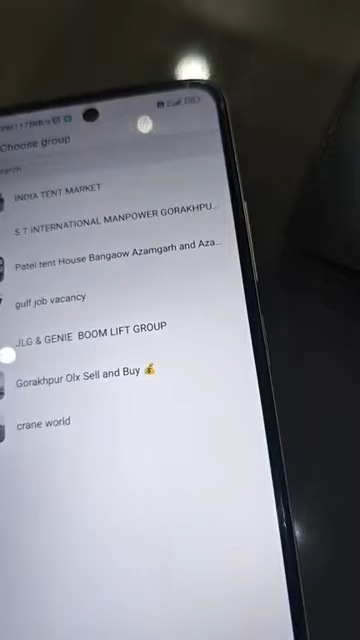 175KB/s
Choose group
INDIA TENT MARKET
S T INTERNATIONAL MANPOWER GORAKHPU...
Patel tent House Bangaow Azamgarh and Aza...
gulf job vacancy
JLG & GENIE BOOM LIFT GROUP
Gorakhpur Olx Sell and Buy 💰
crane world